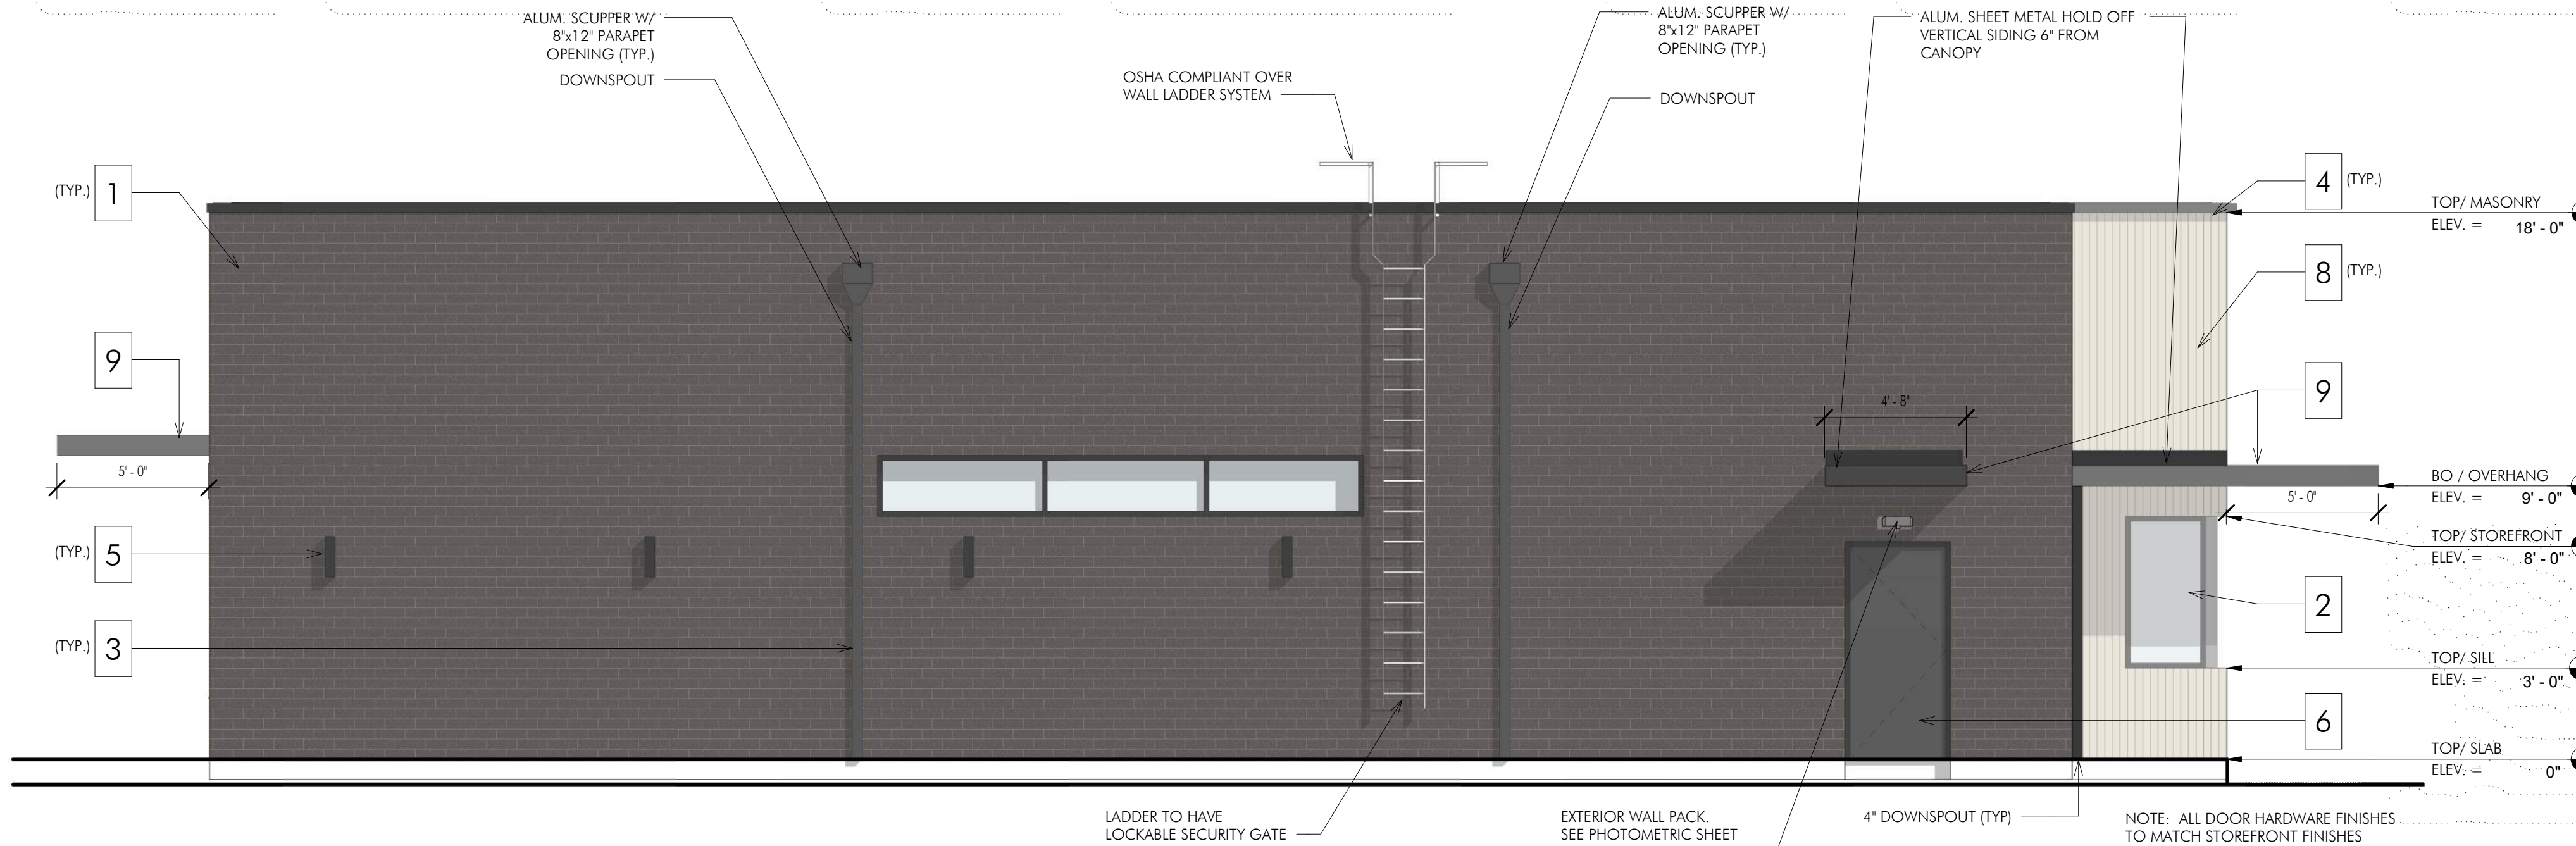 ALUM. SCUPPER W/
8"x12" PARAPET
OPENING (TYP.)
DOWNSPOUT
OSHA COMPLIANT OVER
WALL LADDER SYSTEM
ALUM. SCUPPER W/
8"x12" PARAPET
OPENING (TYP.)
DOWNSPOUT
ALUM. SHEET METAL HOLD OFF
VERTICAL SIDING 6" FROM
CANOPY
(TYP.) 1
9
5' - 0"
(TYP.) 5
(TYP.) 3
4' - 8"
4 (TYP.)
8 (TYP.)
9
5' - 0"
2
6
TOP/ MASONRY
ELEV. = 18' - 0"
BO / OVERHANG
ELEV. = 9' - 0"
TOP/ STOREFRONT
ELEV. = 8' - 0"
TOP/ SILL
ELEV. = 3' - 0"
TOP/ SLAB
ELEV. = 0"
LADDER TO HAVE
LOCKABLE SECURITY GATE
EXTERIOR WALL PACK.
SEE PHOTOMETRIC SHEET
4" DOWNSPOUT (TYP)
NOTE: ALL DOOR HARDWARE FINISHES
TO MATCH STOREFRONT FINISHES